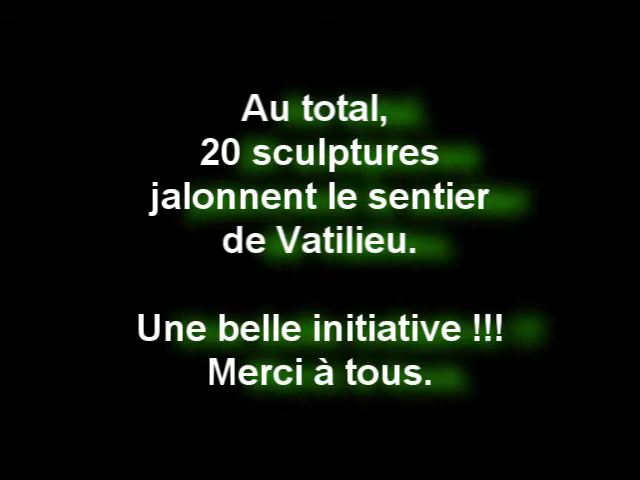 Au total,
20 sculptures
jalonnent le sentier
de Vatilieu.
Une belle initiative !!!
Merci à tous.